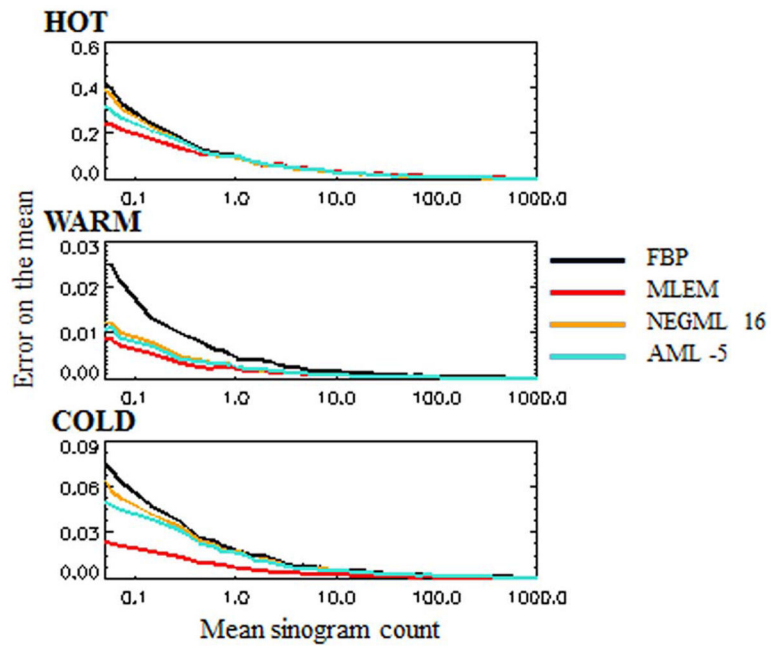 HOT
0.6
0.4
0.2
0.0
0.1 1.0 10.0 100.0 1000.0
WARM
0.03
0.02
0.01
0.00
0.1 1.0 10.0 100.0 1000.0
COLD
0.09
0.06
0.03
0.00
0.1 1.0 10.0 100.0 1000.0
Error on the mean
Mean sinogram count
FBP
MLEM
NEGML 16
AML -5